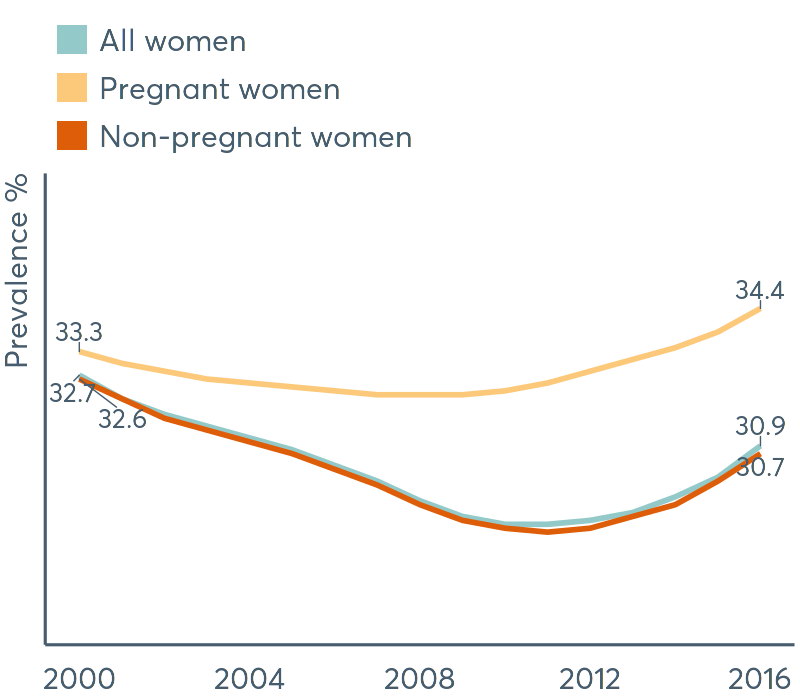 All women
Pregnant women
Non-pregnant women
Prevalence %
34.4
33.3
32.7
32.6
30.9
30.7
2000 2004 2008 2012 2016